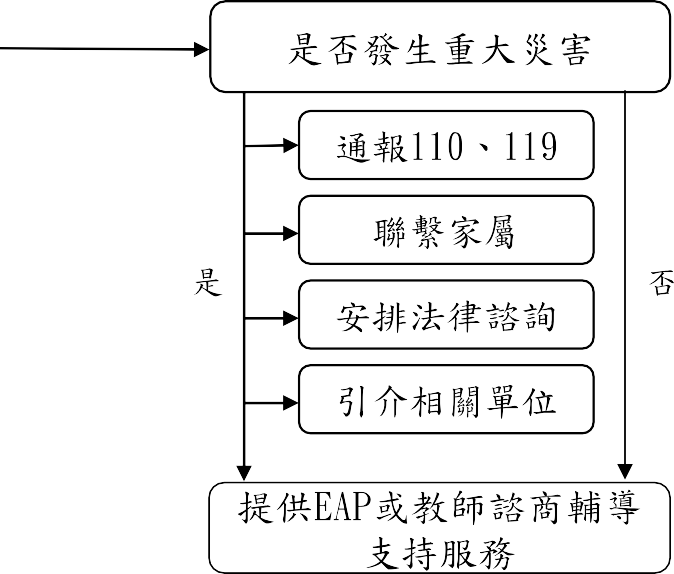 是否發生重大災害
通報110、119
聯繫家屬
是
否
安排法律諮詢
引介相關單位
提供EAP或教師諮商輔導
支持服務